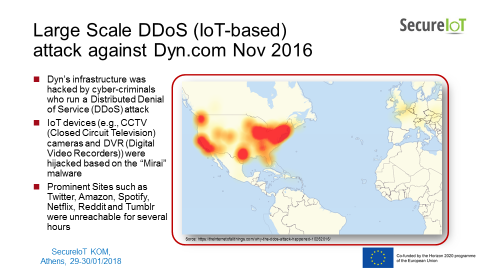 Large Scale DDoS (IoT-based)
attack against Dyn.com Nov 2016
SecureIoT
Dyn's infrastructure was
hacked by cyber-criminals
who run a Distributed Denial
of Service (DDoS) attack
IoT devices (e.g., CCTV
(Closed Circuit Television)
cameras and DVR (Digital
Video Recorders)) were
hijacked based on the "Mirai"
malware
Prominent Sites such as
Twitter, Amazon, Spotify,
Netflix, Reddit and Tumblr
were unreachable for several
hours
SecureIoT KOM,
Athens, 29-30/01/2018
Co-funded by the Horizon 2020 programme
of the European Union